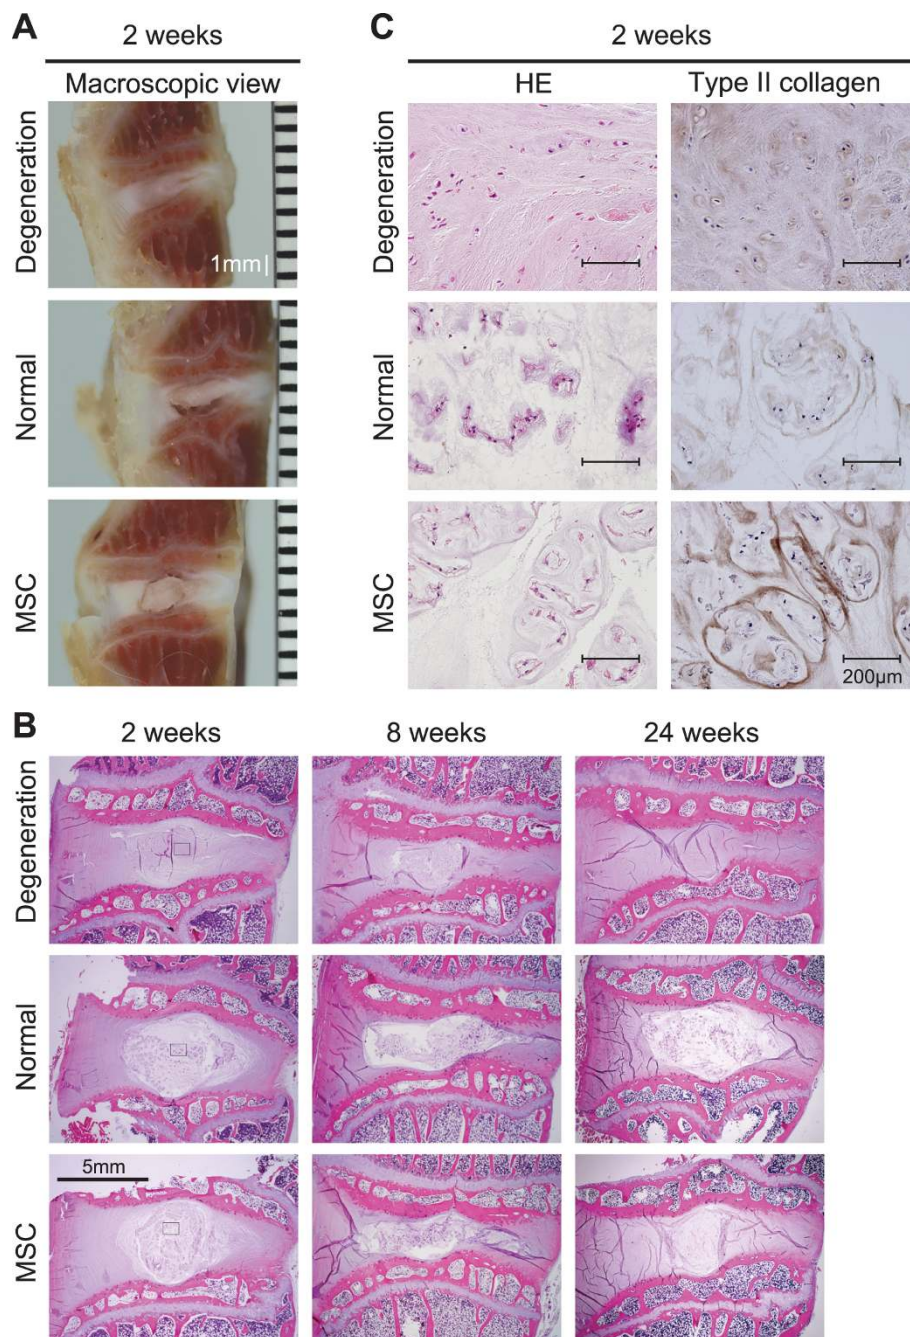 A
2 weeks
Macroscopic view
Degeneration
1mm
Normal
MSC
C
2 weeks
HE
Type II collagen
Degeneration
Normal
MSC
200μm
B
2 weeks
8 weeks
24 weeks
Degeneration
Normal
5mm
MSC